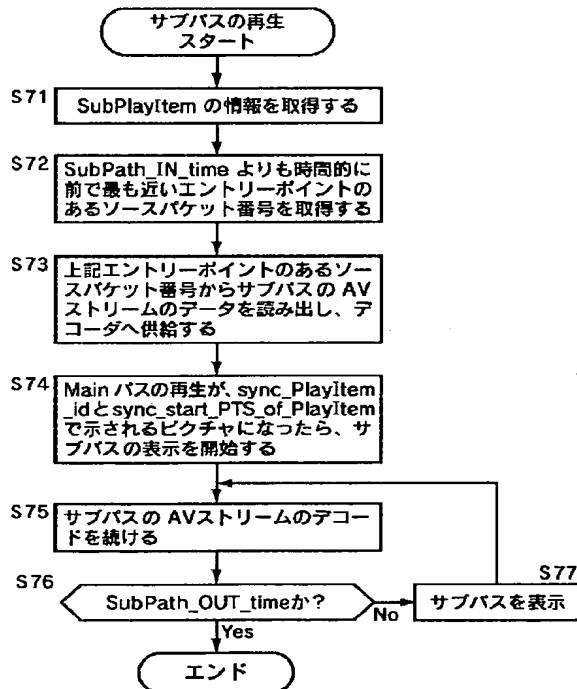 サブパスの再生
スタート
S71
SubPlayItem の情報を取得する
S72
SubPath_IN_time よりも時間的に
前で最も近いエントリーポイントの
あるソースパケット番号を取得する
S73
上記エントリーポイントのあるソー
スパケット番号からサブパスの AV
ストリームのデータを読み出し、デ
コーダへ供給する
S74
Main パスの再生が、sync_PlayItem
_idとsync_start_PTS_of_PlayItem
で示されるピクチャになったら、サ
ブパスの表示を開始する
S75
サブパスの AVストリームのデコー
ドを続ける
S76
SubPath_OUT_timeか？
No
S77
サブパスを表示
Yes
エンド